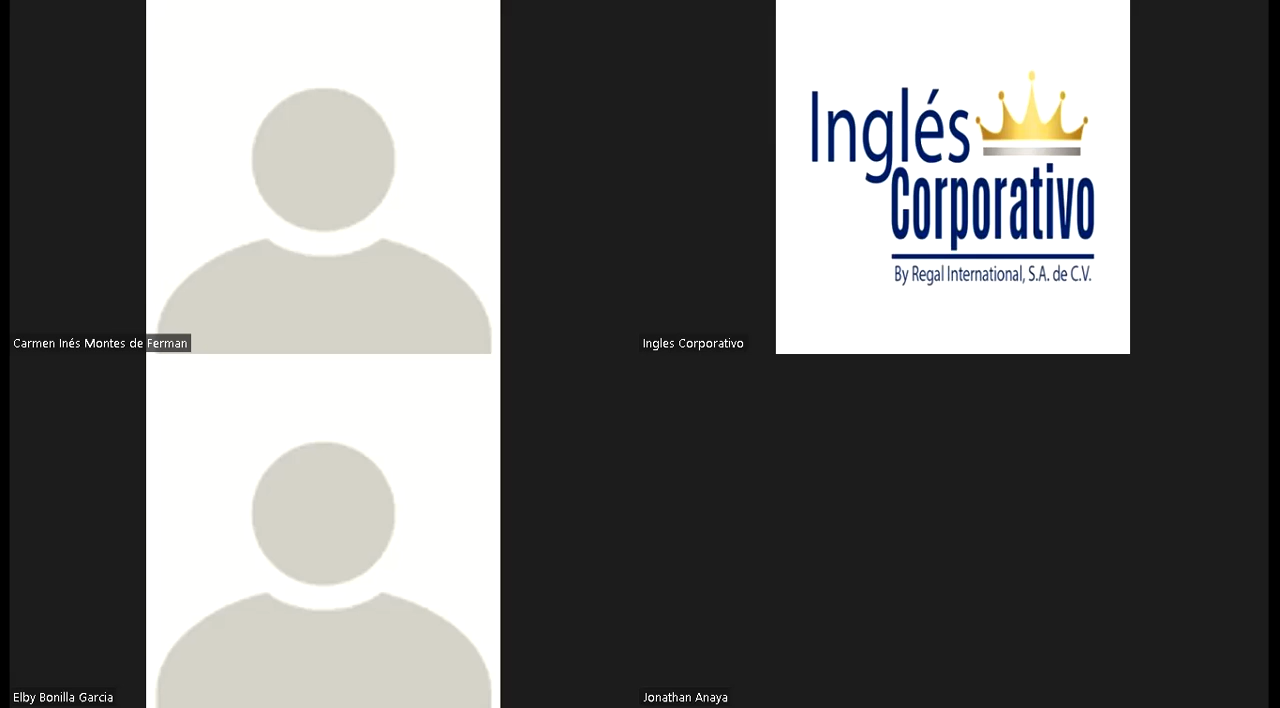 Inglés
Corporativo
By Regal International, S.A. de C.V.
Carmen Inés Montes de Ferman
Ingles Corporativo
Elby Bonilla Garcia
Jonathan Anaya